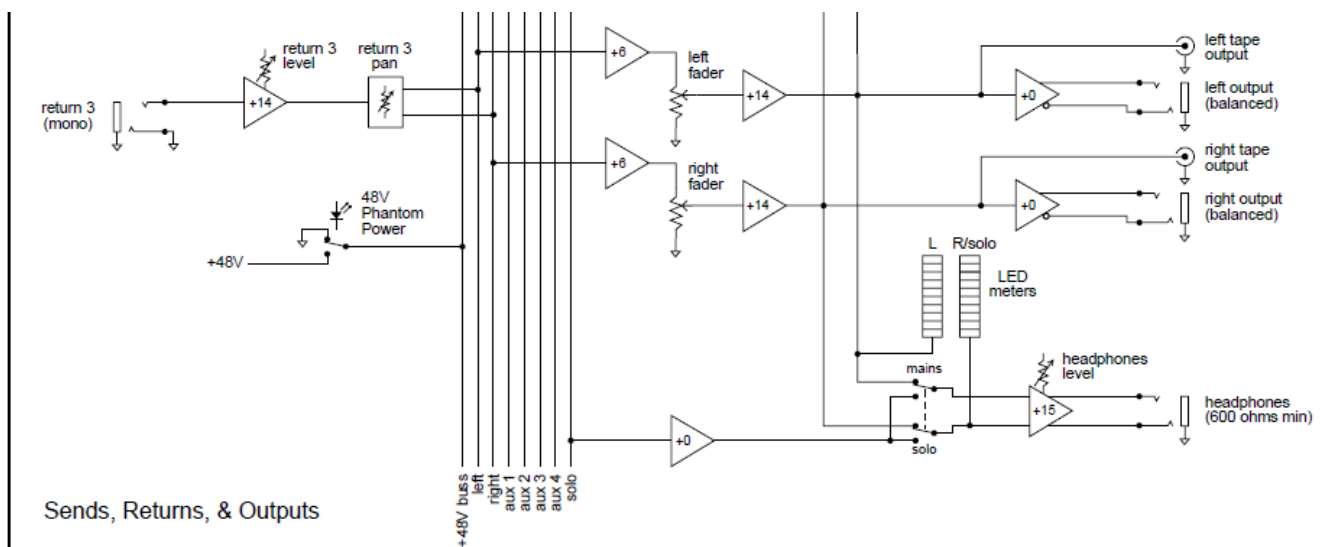 return 3
level
return 3
pan
+6
left
fader
left tape
output
+14
return 3
(mono)
+14
+0
left output
(balanced)
+6
right
fader
right tape
output
48V
Phantom
Power
+14
+0
right output
(balanced)
+48V
L
R/solo
LED
meters
mains
headphones
level
+15
headphones
(600 ohms min)
+0
solo
+48V buss
left
right
aux 1
aux 2
aux 3
aux 4
solo
Sends, Returns, & Outputs